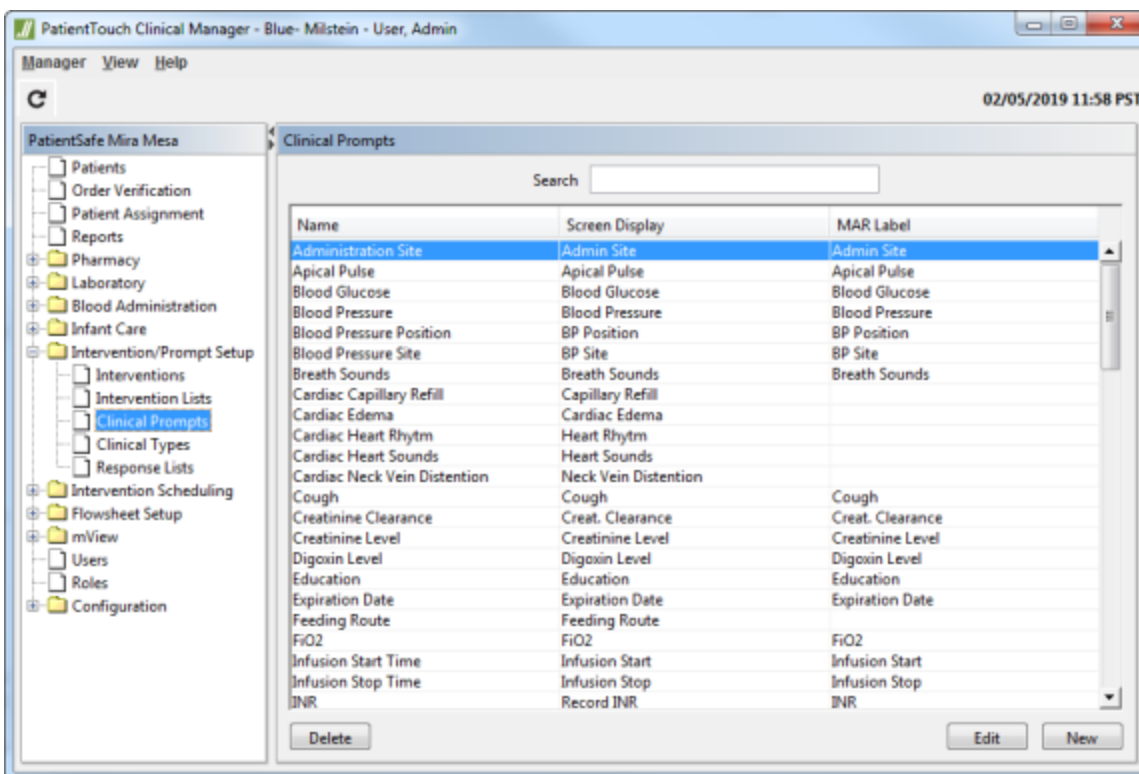 PatientTouch Clinical Manager - Blue- Milstein - User, Admin
Manager View Help
02/05/2019 11:58 PST
PatientSafe Mira Mesa
Patients
Order Verification
Patient Assignment
Reports
Pharmacy
Laboratory
Blood Administration
Infant Care
Intervention/Prompt Setup
Interventions
Intervention Lists
Clinical Prompts
Clinical Types
Response Lists
Intervention Scheduling
Flowsheet Setup
mView
Users
Roles
Configuration
Clinical Prompts
Search
Name Screen Display MAR Label
Administration Site Admin Site Admin Site
Apical Pulse Apical Pulse Apical Pulse
Blood Glucose Blood Glucose Blood Glucose
Blood Pressure Blood Pressure Blood Pressure
Blood Pressure Position BP Position BP Position
Blood Pressure Site BP Site BP Site
Breath Sounds Breath Sounds Breath Sounds
Cardiac Capillary Refill Capillary Refill
Cardiac Edema Cardiac Edema
Cardiac Heart Rhytm Heart Rhytm
Cardiac Heart Sounds Heart Sounds
Cardiac Neck Vein Distention Neck Vein Distention
Cough Cough Cough
Creatinine Clearance Creat. Clearance Creat. Clearance
Creatinine Level Creatinine Level Creatinine Level
Digoxin Level Digoxin Level Digoxin Level
Education Education Education
Expiration Date Expiration Date Expiration Date
Feeding Route Feeding Route
FiO2 FiO2 FiO2
Infusion Start Time Infusion Start Infusion Start
Infusion Stop Time Infusion Stop Infusion Stop
INR Record INR INR
Delete Edit New